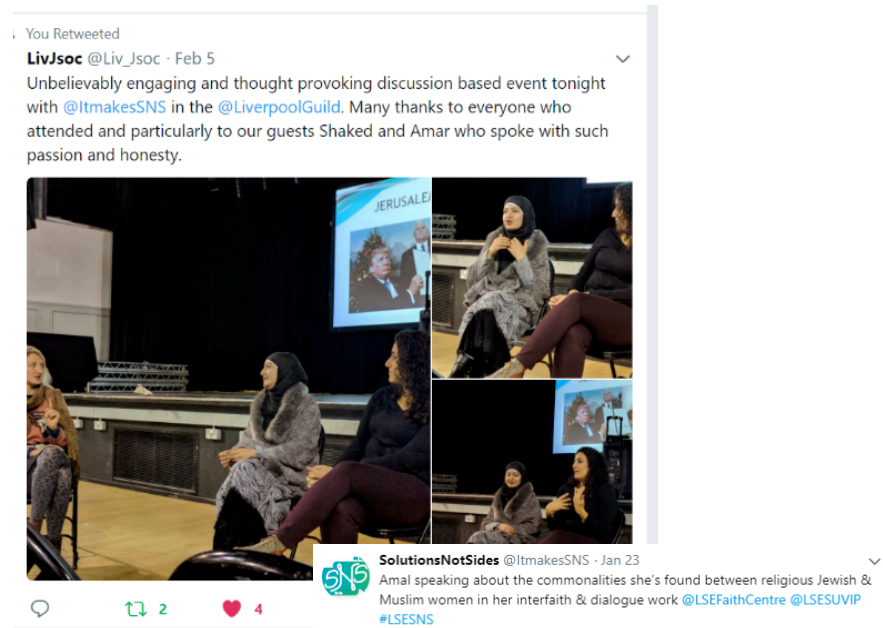 You Retweeted
LivJsoc @Liv_Jsoc · Feb 5
Unbelievably engaging and thought provoking discussion based event tonight
with @ItmakesSNS in the @LiverpoolGuild. Many thanks to everyone who
attended and particularly to our guests Shaked and Amar who spoke with such
passion and honesty.
JERUSALE
2
4
SNS
SolutionsNotSides @ItmakesSNS · Jan 23
Amal speaking about the commonalities she's found between religious Jewish &
Muslim women in her interfaith & dialogue work @LSEFaithCentre @LSESUVIP
#LSESNS